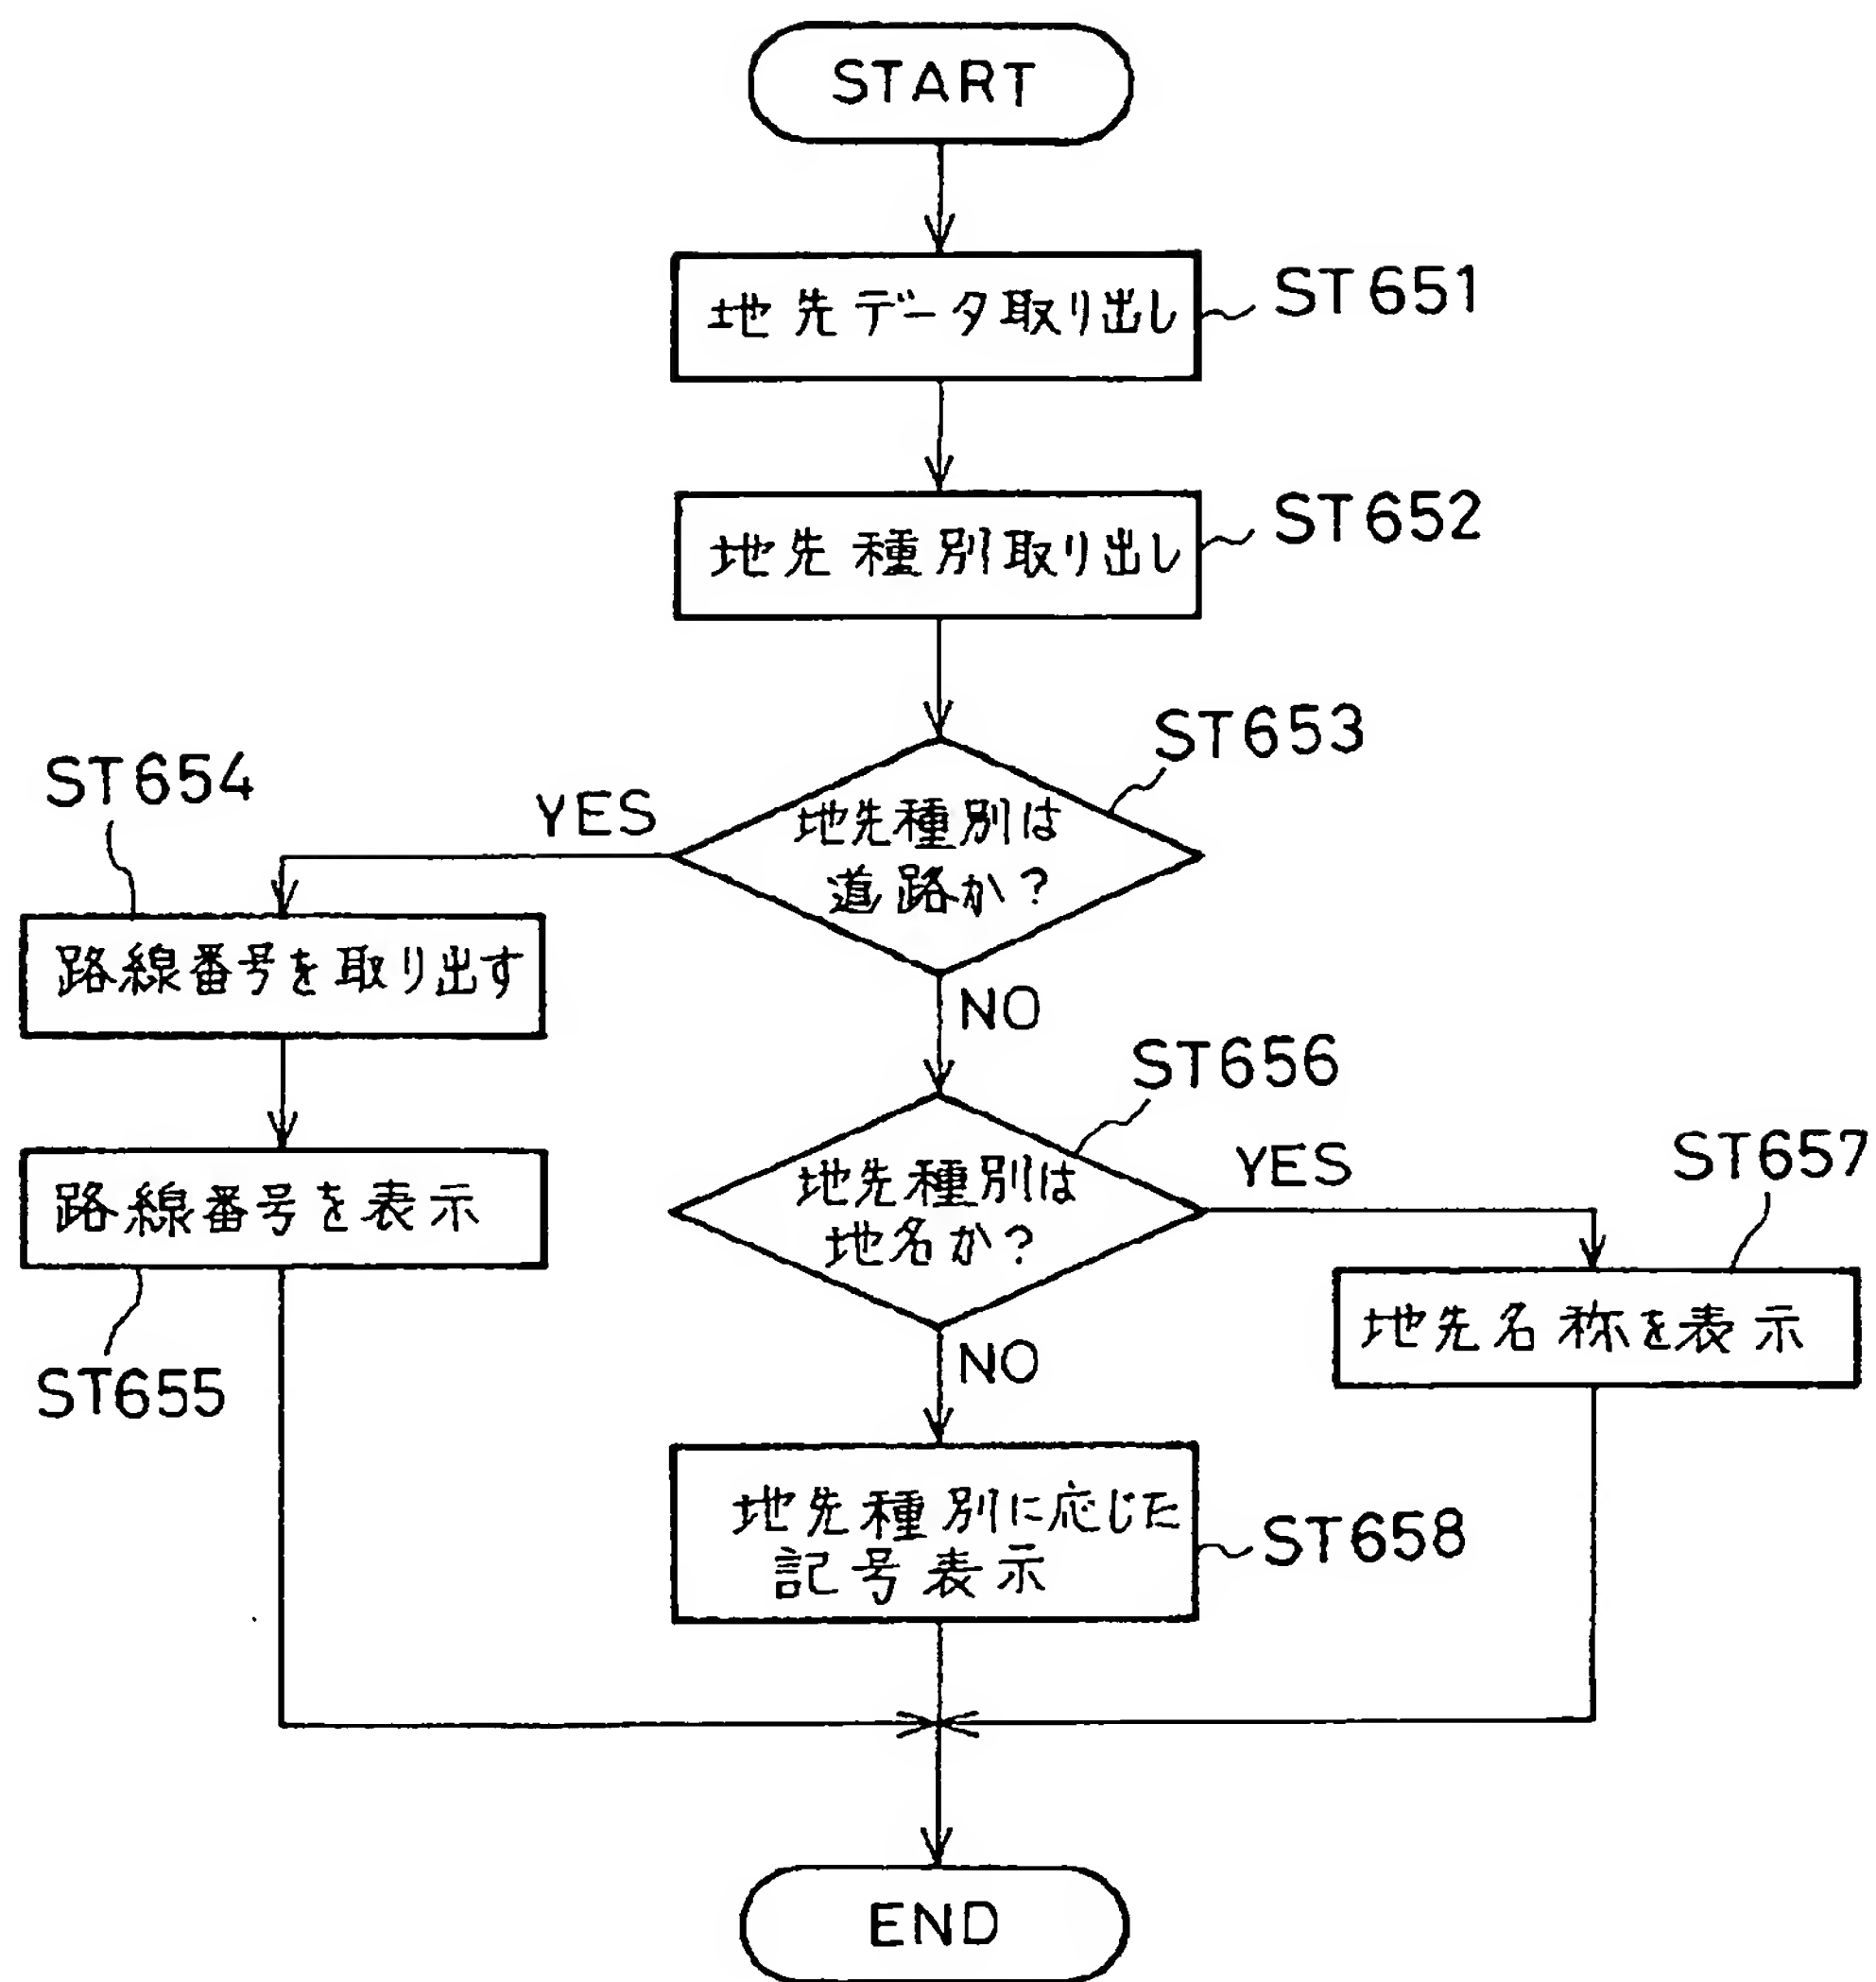 START
地先データ取り出し
ST651
地先種別取り出し
ST652
ST653
地先種別は
道路か?
YES
ST654
路線番号を取り出す
NO
ST656
路線番号を表示
ST655
地先種別は
地名か?
YES
ST657
地先名称を表示
NO
地先種別に応じた
記号表示
ST658
END